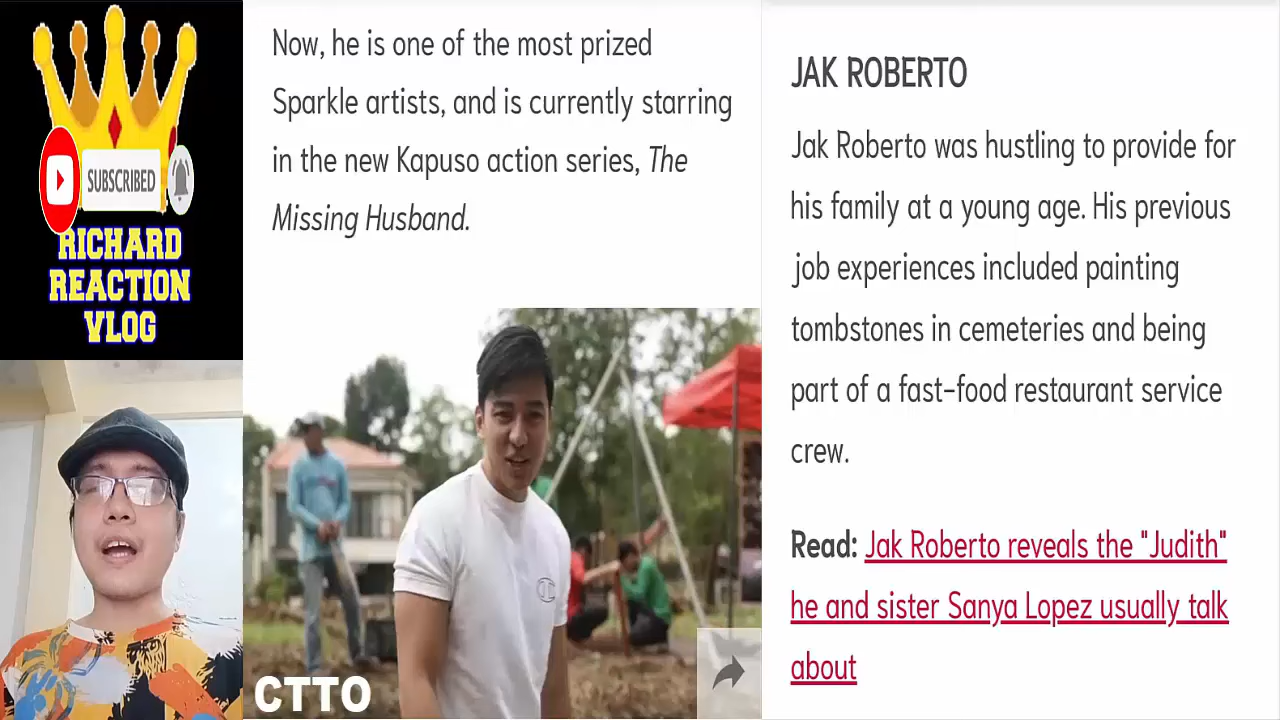 SUBSCRIBED
RICHARD
REACTION
VLOG
Now, he is one of the most prized
Sparkle artists, and is currently starring
in the new Kapuso action series, The
Missing Husband.
CTTO
JAK ROBERTO
Jak Roberto was hustling to provide for
his family at a young age. His previous
job experiences included painting
tombstones in cemeteries and being
part of a fast-food restaurant service
crew.
Read: Jak Roberto reveals the "Judith"
he and sister Sanya Lopez usually talk
about